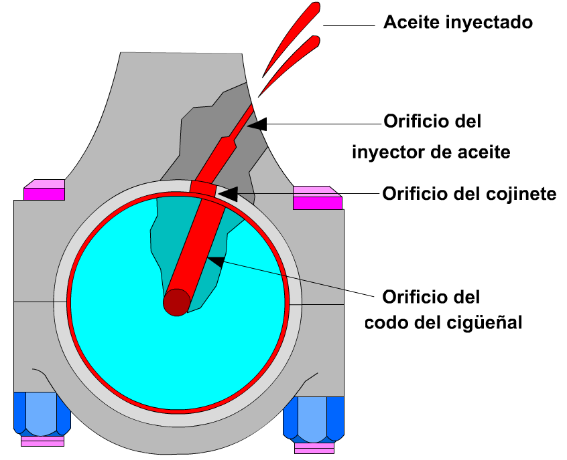 Aceite inyectado
Orificio del
inyector de aceite
Orificio del cojinete
Orificio del
codo del cigüeñal